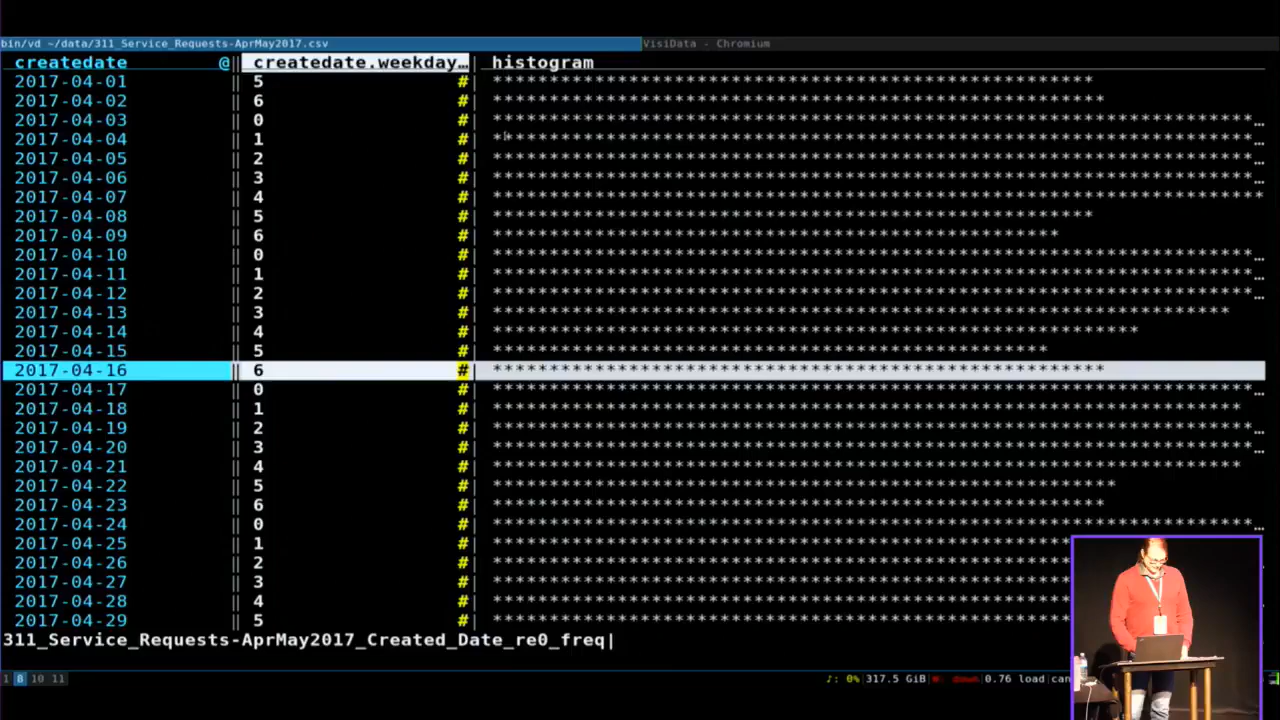 bin/vd ~/data/311_Service_Requests-AprMay2017.csv VisiData - Chromium
createdate @‖ createdate.weekday…| histogram
2017-04-01 ‖ 5 #| ****************************************************
2017-04-02 ‖ 6 #| *****************************************************
2017-04-03 ‖ 0 #| ******************************************************************…
2017-04-04 ‖ 1 #| ******************************************************************…
2017-04-05 ‖ 2 #| ******************************************************************…
2017-04-06 ‖ 3 #| ******************************************************************…
2017-04-07 ‖ 4 #| *******************************************************************
2017-04-08 ‖ 5 #| ****************************************************
2017-04-09 ‖ 6 #| *************************************************
2017-04-10 ‖ 0 #| ******************************************************************…
2017-04-11 ‖ 1 #| ******************************************************************…
2017-04-12 ‖ 2 #| ******************************************************************…
2017-04-13 ‖ 3 #| ****************************************************************
2017-04-14 ‖ 4 #| ********************************************************
2017-04-15 ‖ 5 #| ************************************************
2017-04-16 ‖ 6 #| *****************************************************
2017-04-17 ‖ 0 #| ******************************************************************…
2017-04-18 ‖ 1 #| *****************************************************************
2017-04-19 ‖ 2 #| ******************************************************************…
2017-04-20 ‖ 3 #| ******************************************************************…
2017-04-21 ‖ 4 #| *****************************************************************
2017-04-22 ‖ 5 #| ******************************************************
2017-04-23 ‖ 6 #| *****************************************************
2017-04-24 ‖ 0 #| ******************************************************************…
2017-04-25 ‖ 1 #| **************************************************
2017-04-26 ‖ 2 #| **************************************************
2017-04-27 ‖ 3 #| **************************************************
2017-04-28 ‖ 4 #| **************************************************
2017-04-29 ‖ 5 #| **************************************************
311_Service_Requests-AprMay2017_Created_Date_re0_freq|
1 8 10 11 ♪: 0%|317.5 GiB| down|0.76 load|can